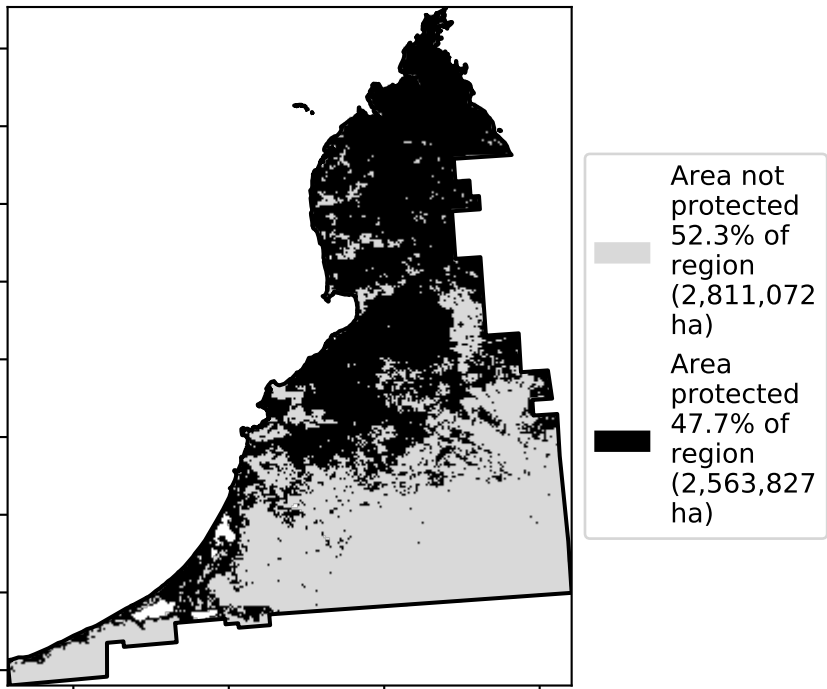 Area not
protected
52.3% of
region
(2,811,072
ha)
Area
protected
47.7% of
region
(2,563,827
ha)